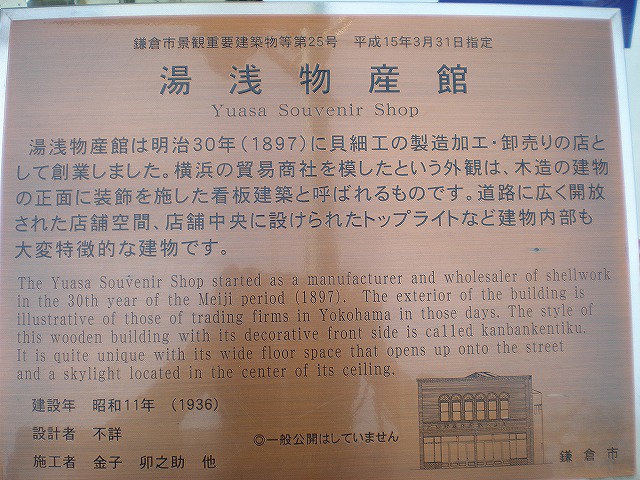 鎌倉市景観重要建築物等第25号　平成15年3月31日指定
湯浅物産館
Yuasa Souvenir Shop
湯浅物産館は明治30年(1897)に貝細工の製造加工・卸売りの店と
して創業しました。横浜の貿易商社を模したという外観は、木造の建物
の正面に装飾を施した看板建築と呼ばれるものです。道路に広く開放
された店舗空間、店舗中央に設けられたトップライトなど建物内部も
大変特徴的な建物です。
The Yuasa Souvenir Shop started as a manufacturer and wholesaler of shellwork
in the 30th year of the Meiji period (1897). The exterior of the building is
illustrative of those of trading firms in Yokohama in those days. The style of
this wooden building with its decorative front side is called kanbankentiku.
It is quite unique with its wide floor space that opens up onto the street
and a skylight located in the center of its ceiling.
建設年　昭和11年　(1936)
設計者　不詳
施工者　金子　卯之助　他
◎一般公開はしていません
鎌倉市